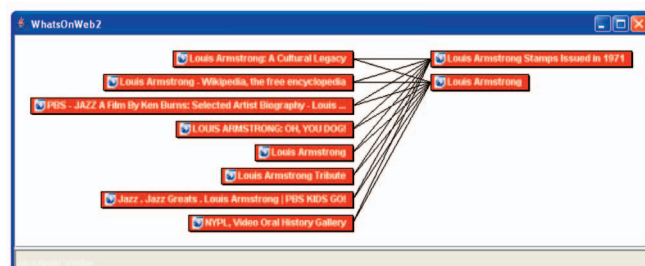 WhatsOnWeb2
Louis Armstrong: A Cultural Legacy
Louis Armstrong - Wikipedia, the free encyclopedia
PBS - JAZZ A Film By Ken Burns: Selected Artist Biography - Louis ...
LOUIS ARMSTRONG: OH, YOU DOG!
Louis Armstrong
Louis Armstrong Tribute
Jazz . Jazz Greats . Louis Armstrong | PBS KIDS GO!
NYPL, Video Oral History Gallery
Louis Armstrong Stamps Issued in 1971
Louis Armstrong